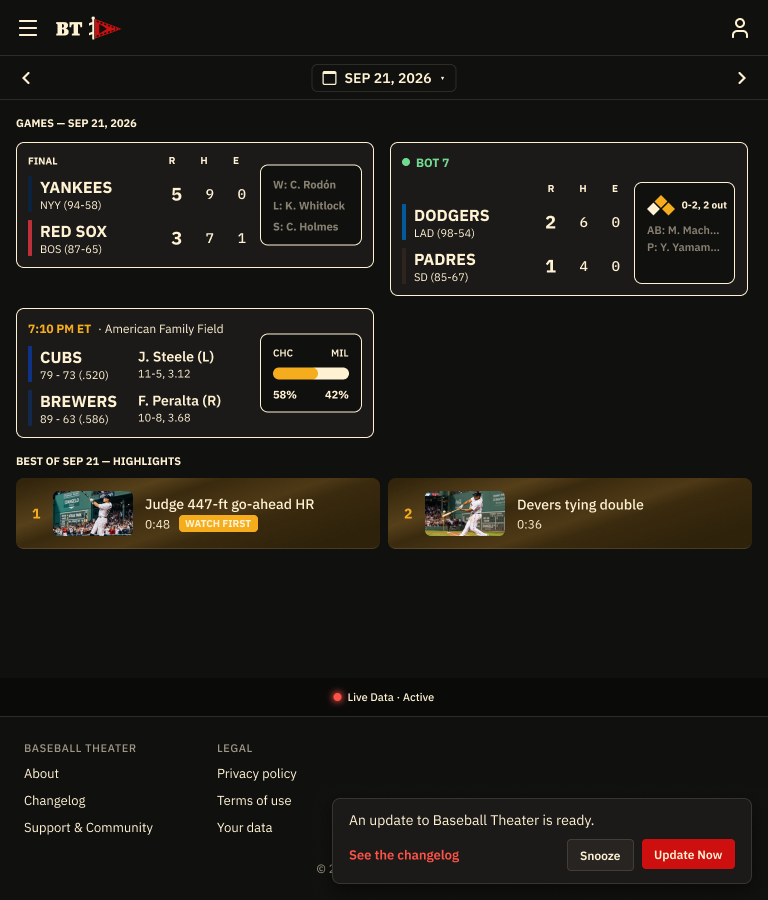 BT
SEP 21, 2026
GAMES — SEP 21, 2026
FINAL R H E
YANKEES 5 9 0
NYY (94-58)
RED SOX 3 7 1
BOS (87-65)
W: C. Rodón
L: K. Whitlock
S: C. Holmes
BOT 7
R H E
DODGERS 2 6 0
LAD (98-54)
PADRES 1 4 0
SD (85-67)
0-2, 2 out
AB: M. Mach...
P: Y. Yamam...
7:10 PM ET · American Family Field
CUBS J. Steele (L)
79 - 73 (.520) 11-5, 3.12
BREWERS F. Peralta (R)
89 - 63 (.586) 10-8, 3.68
CHC MIL
58% 42%
BEST OF SEP 21 — HIGHLIGHTS
1 Judge 447-ft go-ahead HR
0:48 WATCH FIRST
2 Devers tying double
0:36
Live Data · Active
BASEBALL THEATER LEGAL
About Privacy policy
Changelog Terms of use
Support & Community Your data
©
An update to Baseball Theater is ready.
See the changelog Snooze Update Now